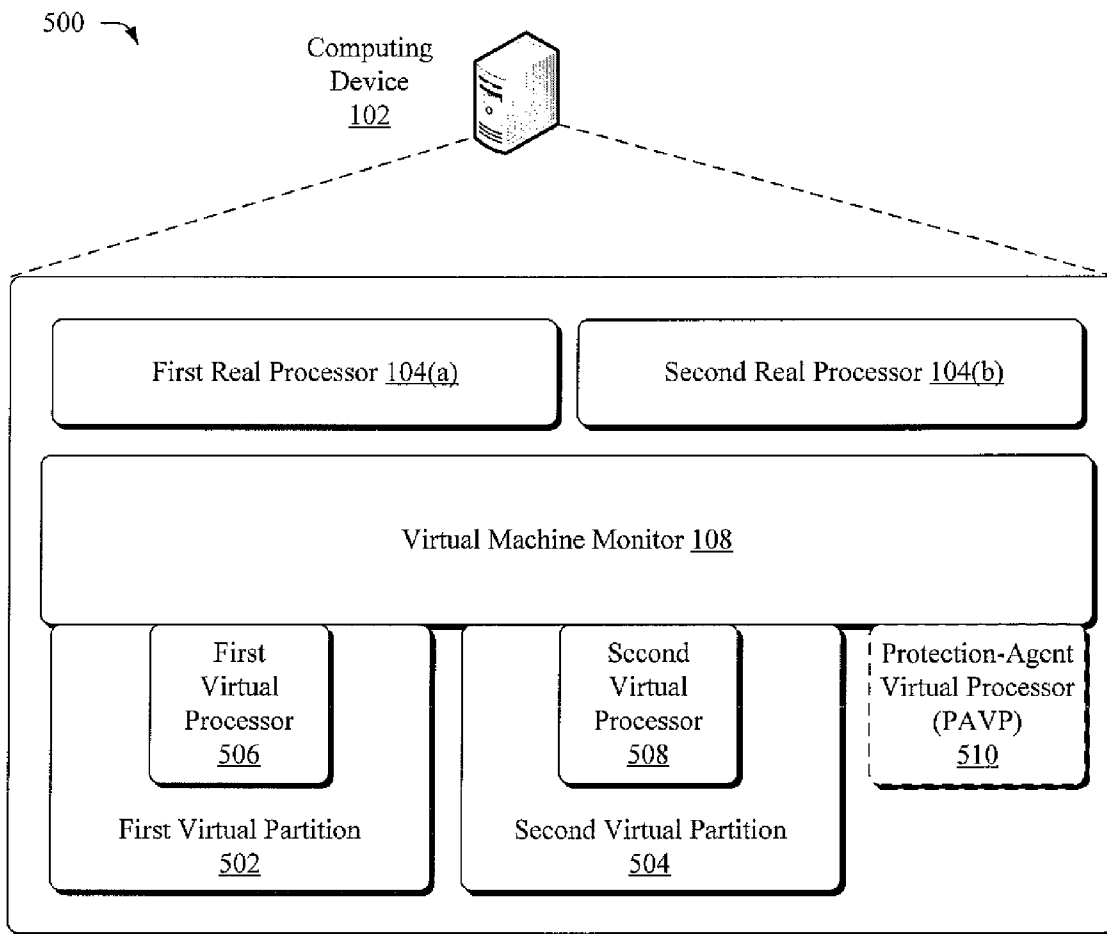 500
Computing
Device
102
First Real Processor 104(a)
Second Real Processor 104(b)
Virtual Machine Monitor 108
First
Virtual
Processor
506
First Virtual Partition
502
Second
Virtual
Processor
508
Second Virtual Partition
504
Protection-Agent
Virtual Processor
(PAVP)
510